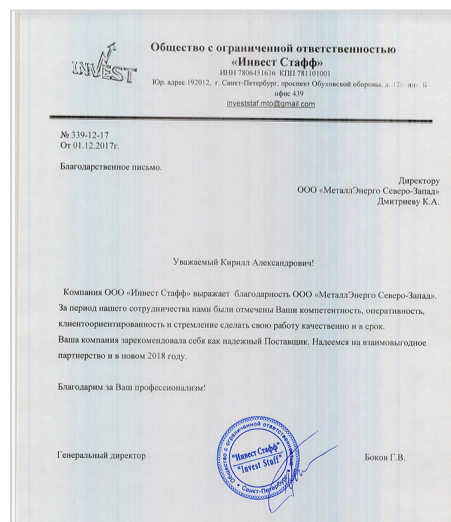 INVEST
Общество с ограниченной ответственностью
«Инвест Стафф»
ИНН 7806451636 КПП 781101001
Юр. адрес 192012, г. Санкт-Петербург, проспект Обуховской обороны, д. 120, лит. Б
офис 439
investstaf.mto@gmail.com
№ 339-12-17
От 01.12.2017г.
Благодарственное письмо.
Директору
ООО «МеталлЭнерго Северо-Запад»
Дмитриеву К.А.
Уважаемый Кирилл Александрович!
Компания ООО «Инвест Стафф» выражает благодарность ООО «МеталлЭнерго Северо-Запад».
За период нашего сотрудничества нами были отмечены Ваши компетентность, оперативность,
клиентоориентированность и стремление сделать свою работу качественно и в срок.
Ваша компания зарекомендовала себя как надежный Поставщик. Надеемся на взаимовыгодное
партнерство и в новом 2018 году.
Благодарим за Ваш профессионализм!
Генеральный директор
Общество с ограниченной ответственностью
"Инвест Стафф"
"Invest Staff"
Санкт-Петербург
Боков Г.В.